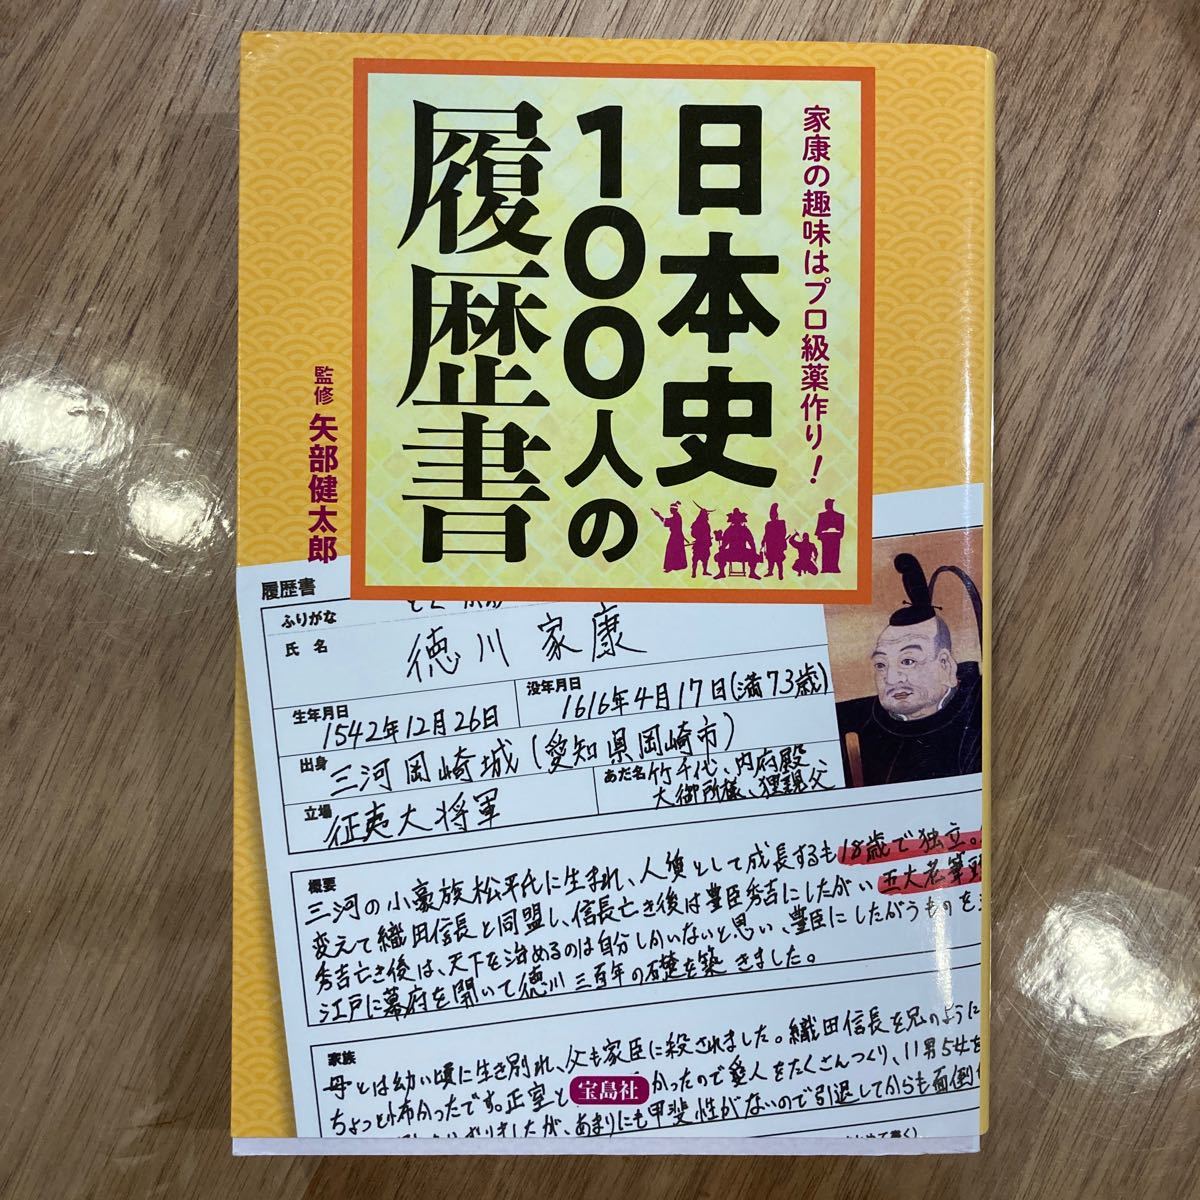 家康の趣味はプロ級薬作り!
日本史
100人の
履歴書
監修 矢部健太郎
履歴書
ふりがな
氏名
徳川家康
生年月日
1542年12月26日
没年月日
1616年4月17日(満73歳)
出身
三河岡崎城(愛知県岡崎市)
立場
征夷大将軍
あだ名
竹千代、内府殿、
大御所様、狸親父
概要
三河の小豪族松平氏に生まれ、人質として成長するも18歳で独立。
変えて織田信長と同盟し、信長亡き後は豊臣秀吉にしたがい五大老筆頭
秀吉亡き後は、天下を治めるのは自分しかいないと思い、豊臣にしたがうものを
江戸に幕府を開いて徳川三百年の礎を築きました。
家族
母とは幼い頃に生き別れ、父も家臣に殺されました。織田信長を兄のように
ちょっと怖かったです。正室と
かったので愛人をたくさんつくり、11男5女を
ましたが、あまりにも甲斐性がないので引退してからも面倒
宝島社